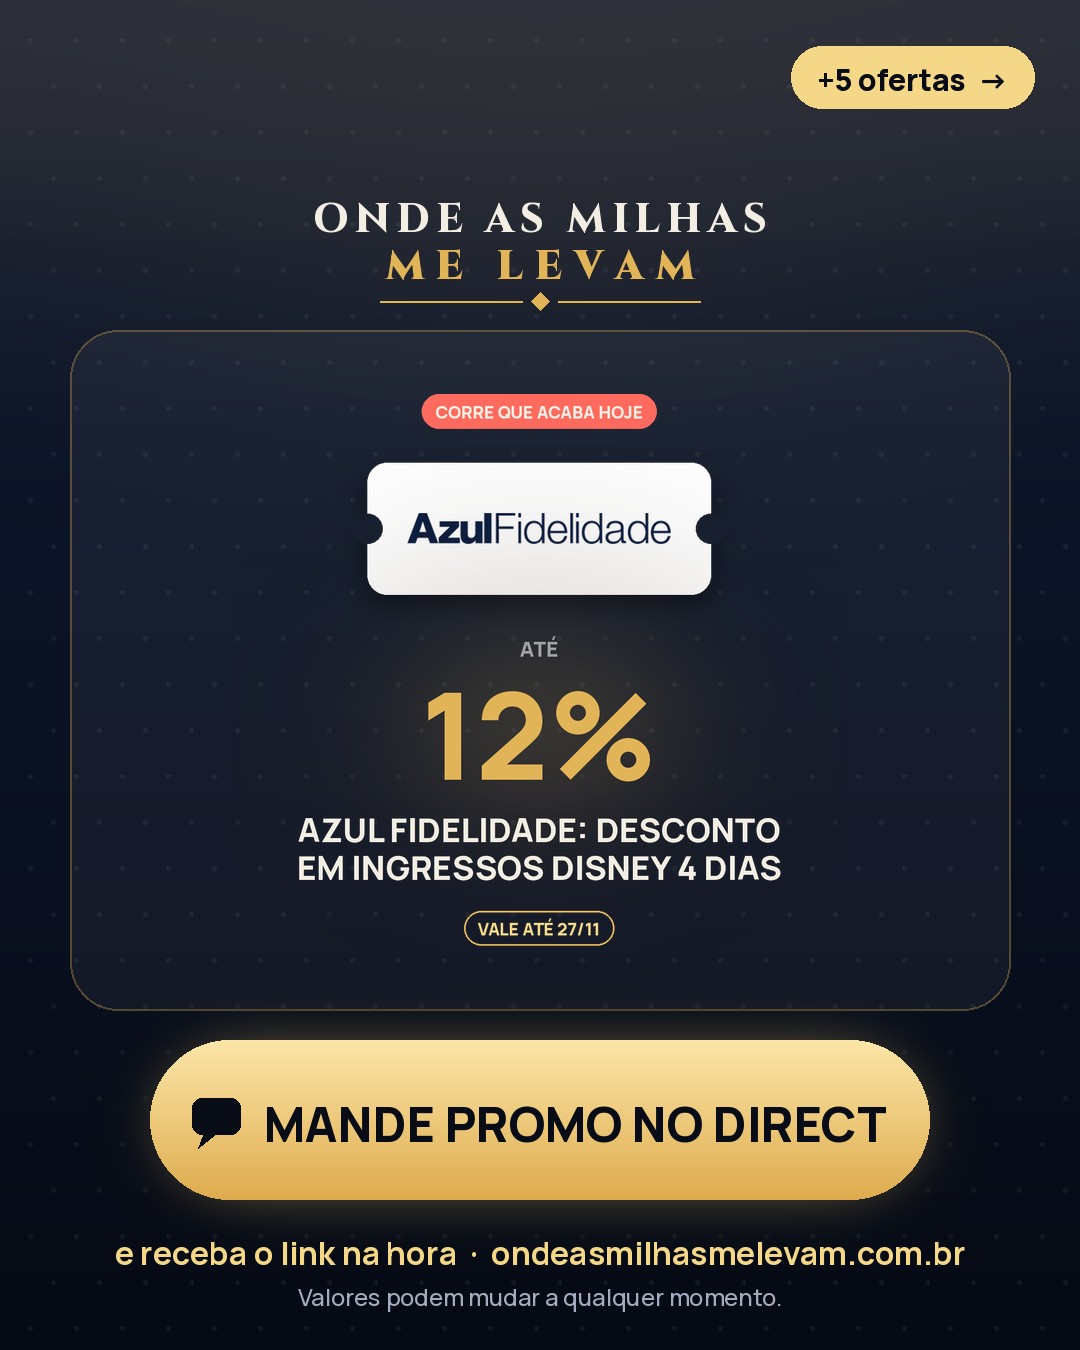 +5 ofertas →
ONDE AS MILHAS
ME LEVAM
CORRE QUE ACABA HOJE
AzulFidelidade
ATÉ
12%
AZUL FIDELIDADE: DESCONTO
EM INGRESSOS DISNEY 4 DIAS
VALE ATÉ 27/11
MANDE PROMO NO DIRECT
e receba o link na hora · ondeasmilhasmelevam.com.br
Valores podem mudar a qualquer momento.